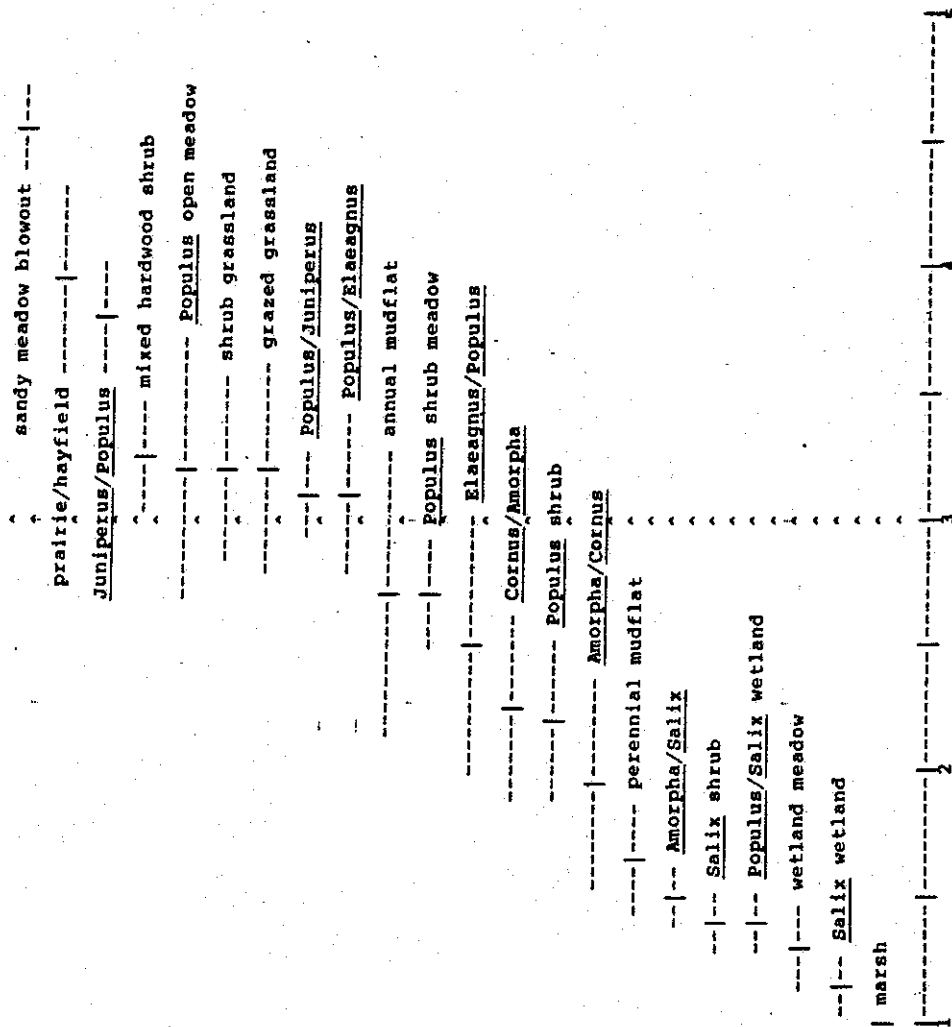 sandy meadow blowout ---|---
prairie/hayfield -------|-------
Juniperus/Populus ----|----
----|---- mixed hardwood shrub
---------|--------- Populus open meadow
-------|------- shrub grassland
--------|-------- grazed grassland
---|--- Populus/Juniperus
------|------ Populus/Elaeagnus
-----------|----------- annual mudflat
----|---- Populus shrub meadow
----------|---------- Elaeagnus/Populus
-------|------- Cornus/Amorpha
------|------ Populus shrub
--------|-------- Amorpha/Cornus
----|---- perennial mudflat
--|-- Amorpha/Salix
--|-- Salix shrub
--|-- Populus/Salix wetland
---|--- wetland meadow
--|-- Salix wetland
| marsh
|---------|---------|---------|---------|---------|---------|---------|---------|
1 2 3 4 5